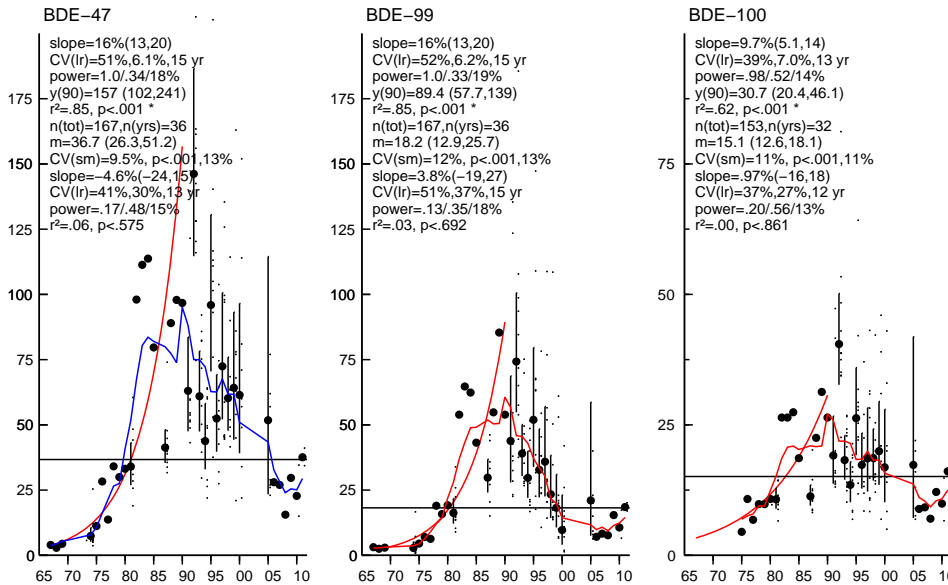 BDE−47
slope=16%(13,20)
CV(lr)=51%,6.1%,15 yr
power=1.0/.34/18%
y(90)=157 (102,241)
r²=.85, p<.001 *
n(tot)=167,n(yrs)=36
m=36.7 (26.3,51.2)
CV(sm)=9.5%, p<.001,13%
slope=−4.6%(−24,15)
CV(lr)=41%,30%,13 yr
power=.17/.48/15%
r²=.06, p<.575
175
150
125
100
75
50
25
0
65 70 75 80 85 90 95 00 05 10
BDE−99
slope=16%(13,20)
CV(lr)=52%,6.2%,15 yr
power=1.0/.33/19%
y(90)=89.4 (57.7,139)
r²=.85, p<.001 *
n(tot)=167,n(yrs)=36
m=18.2 (12.9,25.7)
CV(sm)=12%, p<.001,13%
slope=3.8%(−19,27)
CV(lr)=51%,37%,15 yr
power=.13/.35/18%
r²=.03, p<.692
175
150
125
100
75
50
25
0
65 70 75 80 85 90 95 00 05 10
BDE−100
slope=9.7%(5.1,14)
CV(lr)=39%,7.0%,13 yr
power=.98/.52/14%
y(90)=30.7 (20.4,46.1)
r²=.62, p<.001 *
n(tot)=153,n(yrs)=32
m=15.1 (12.6,18.1)
CV(sm)=11%, p<.001,11%
slope=.97%(−16,18)
CV(lr)=37%,27%,12 yr
power=.20/.56/13%
r²=.00, p<.861
75
50
25
0
65 70 75 80 85 90 95 00 05 10